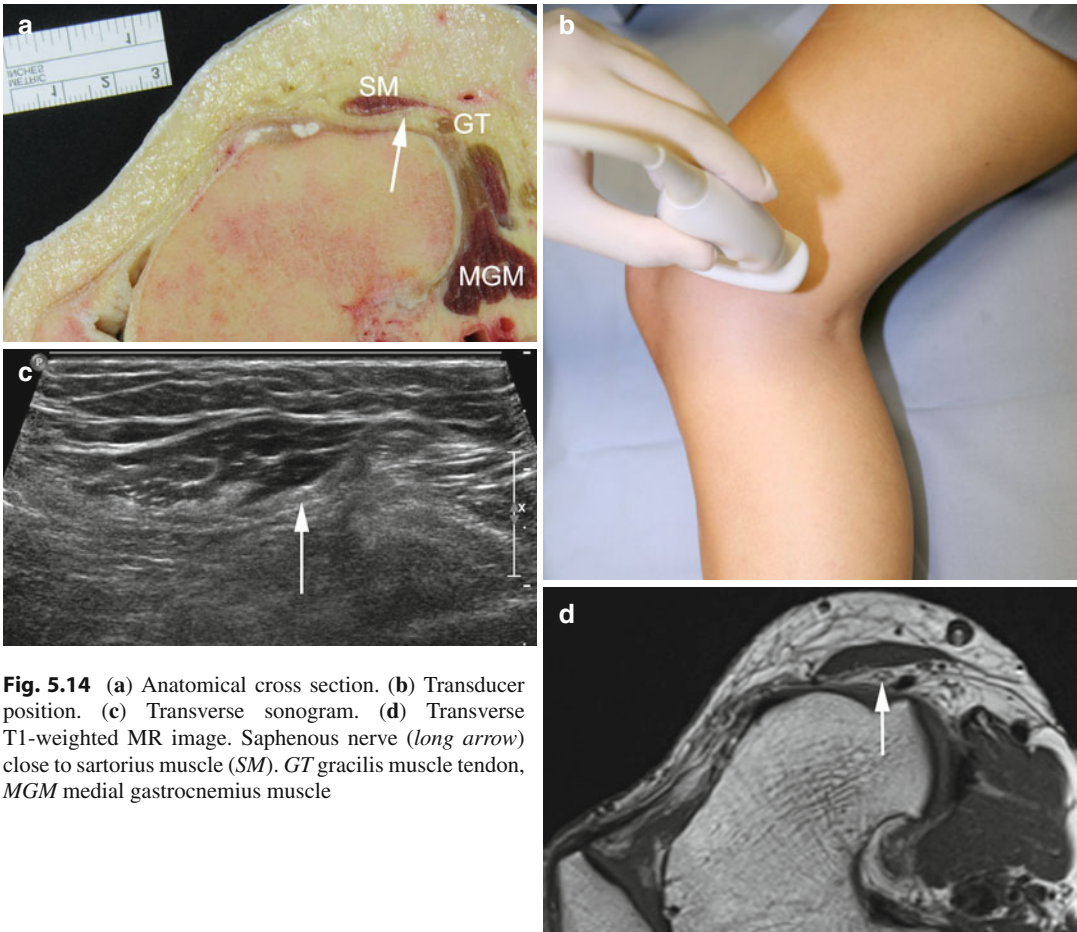 a
1
INCHES
METRIC
1 2 3
SM
GT
MGM
b
c
P
x
Fig. 5.14 (a) Anatomical cross section. (b) Transducer
position. (c) Transverse sonogram. (d) Transverse
T1-weighted MR image. Saphenous nerve (long arrow)
close to sartorius muscle (SM). GT gracilis muscle tendon,
MGM medial gastrocnemius muscle
d